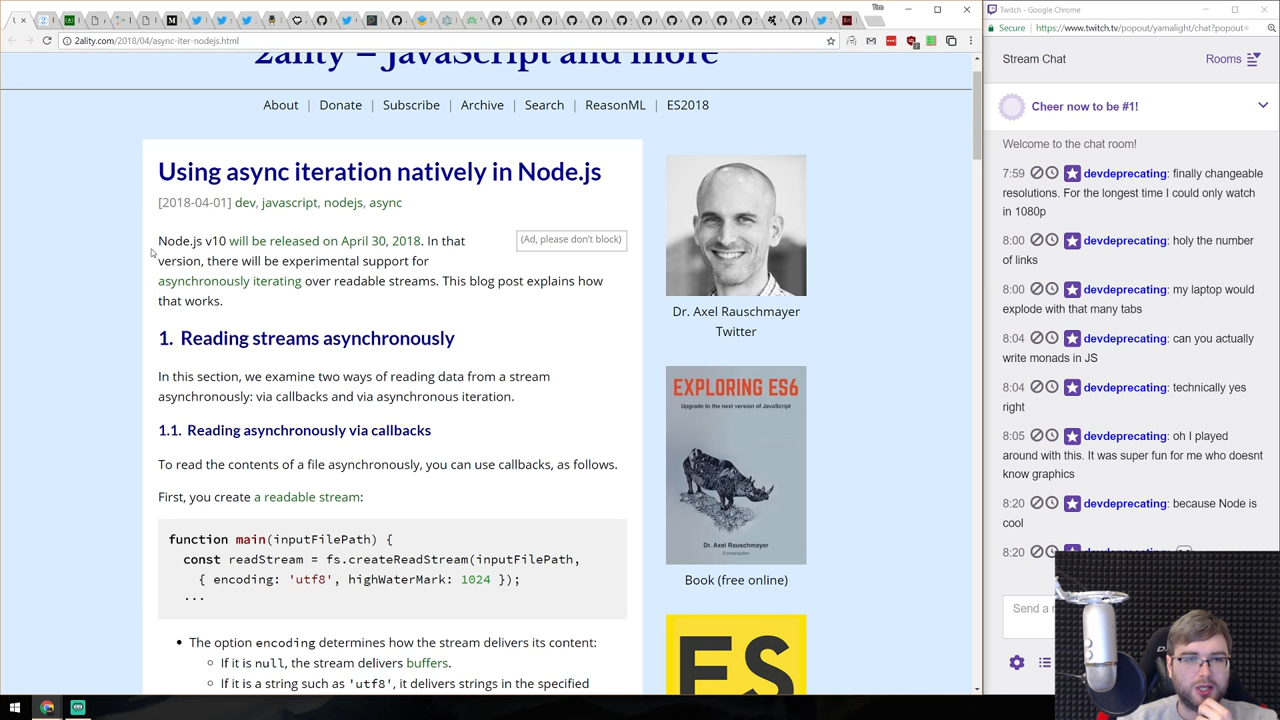 Tim
Twitch - Google Chrome
2ality.com/2018/04/async-iter-nodejs.html
Secure
https://www.twitch.tv/popout/yamalight/chat?popout=
2ality – JavaScript and more
About | Donate | Subscribe | Archive | Search | ReasonML | ES2018
Using async iteration natively in Node.js
[2018-04-01] dev, javascript, nodejs, async
(Ad, please don't block)
Node.js v10 will be released on April 30, 2018. In that
version, there will be experimental support for
asynchronously iterating over readable streams. This blog post explains how
that works.
1. Reading streams asynchronously
In this section, we examine two ways of reading data from a stream
asynchronously: via callbacks and via asynchronous iteration.
1.1. Reading asynchronously via callbacks
To read the contents of a file asynchronously, you can use callbacks, as follows.
First, you create a readable stream:
function main(inputFilePath) {
const readStream = fs.createReadStream(inputFilePath,
{ encoding: 'utf8', highWaterMark: 1024 });
...
• The option encoding determines how the stream delivers its content:
○ If it is null, the stream delivers buffers.
○ If it is a string such as 'utf8', it delivers strings in the specified
Dr. Axel Rauschmayer
Twitter
EXPLORING ES6
Upgrade to the next version of JavaScript
Dr. Axel Rauschmayer
Book (free online)
ES
Stream Chat
Rooms
Cheer now to be #1!
Welcome to the chat room!
7:59 devdeprecating: finally changeable
resolutions. For the longest time I could only watch
in 1080p
8:00 devdeprecating: holy the number
of links
8:00 devdeprecating: my laptop would
explode with that many tabs
8:04 devdeprecating: can you actually
write monads in JS
8:04 devdeprecating: technically yes
right
8:05 devdeprecating: oh I played
around with this. It was super fun for me who doesnt
know graphics
8:20 devdeprecating: because Node is
cool
8:20
Send a